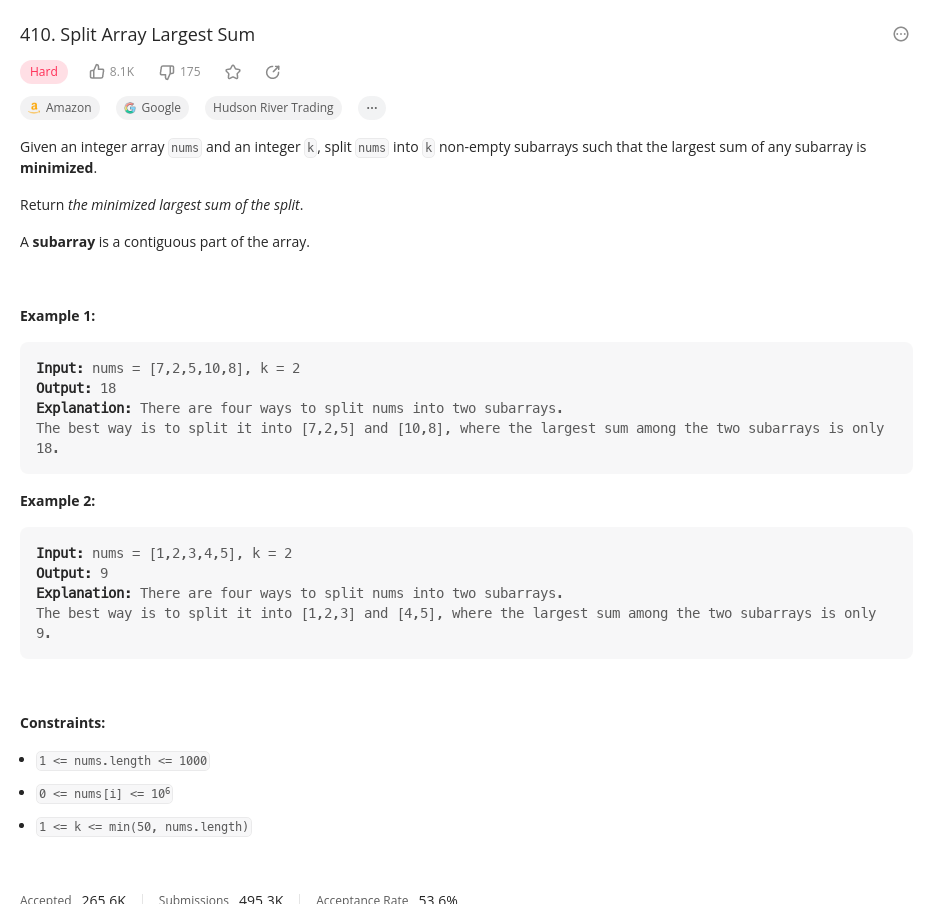 410. Split Array Largest Sum
Hard 8.1K 175
Amazon Google Hudson River Trading ...
Given an integer array nums and an integer k, split nums into k non-empty subarrays such that the largest sum of any subarray is
minimized.
Return the minimized largest sum of the split.
A subarray is a contiguous part of the array.
Example 1:
Input: nums = [7,2,5,10,8], k = 2
Output: 18
Explanation: There are four ways to split nums into two subarrays.
The best way is to split it into [7,2,5] and [10,8], where the largest sum among the two subarrays is only
18.
Example 2:
Input: nums = [1,2,3,4,5], k = 2
Output: 9
Explanation: There are four ways to split nums into two subarrays.
The best way is to split it into [1,2,3] and [4,5], where the largest sum among the two subarrays is only
9.
Constraints:
• 1 <= nums.length <= 1000
• 0 <= nums[i] <= 10⁶
• 1 <= k <= min(50, nums.length)
Accepted 265.6K Submissions 495.3K Acceptance Rate 53.6%